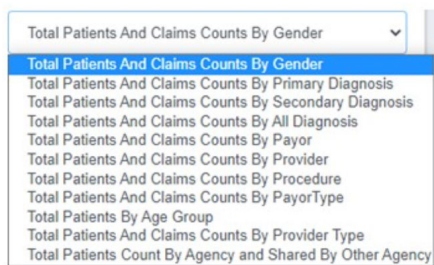 Total Patients And Claims Counts By Gender
Total Patients And Claims Counts By Gender
Total Patients And Claims Counts By Primary Diagnosis
Total Patients And Claims Counts By Secondary Diagnosis
Total Patients And Claims Counts By All Diagnosis
Total Patients And Claims Counts By Payor
Total Patients And Claims Counts By Provider
Total Patients And Claims Counts By Procedure
Total Patients And Claims Counts By PayorType
Total Patients By Age Group
Total Patients And Claims Counts By Provider Type
Total Patients Count By Agency and Shared By Other Agency